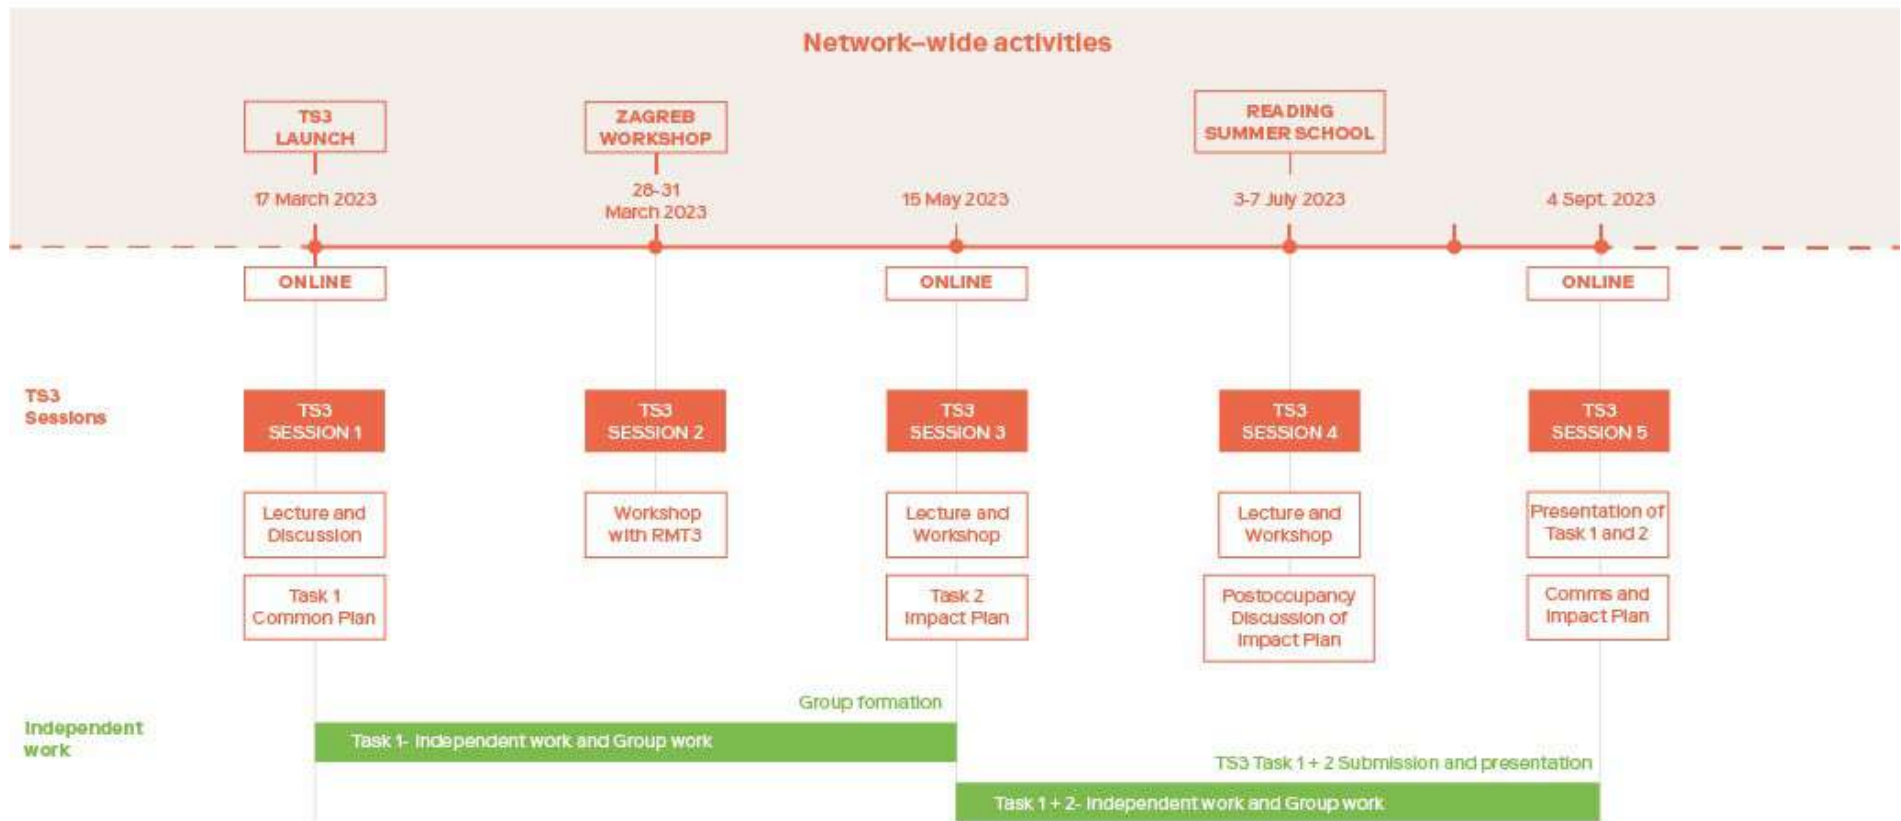 Network–wide activities
TS3
LAUNCH
ZAGREB
WORKSHOP
READING
SUMMER SCHOOL
17 March 2023
28-31
March 2023
15 May 2023
3-7 July 2023
4 Sept. 2023
ONLINE
ONLINE
ONLINE
TS3
Sessions
TS3
SESSION 1
TS3
SESSION 2
TS3
SESSION 3
TS3
SESSION 4
TS3
SESSION 5
Lecture and
Discussion
Workshop
with RMT3
Lecture and
Workshop
Lecture and
Workshop
Presentation of
Task 1 and 2
Task 1
Common Plan
Task 2
Impact Plan
Postoccupancy
Discussion of
Impact Plan
Comms and
Impact Plan
Group formation
Independent
work
Task 1- Independent work and Group work
TS3 Task 1 + 2 Submission and presentation
Task 1 + 2- Independent work and Group work